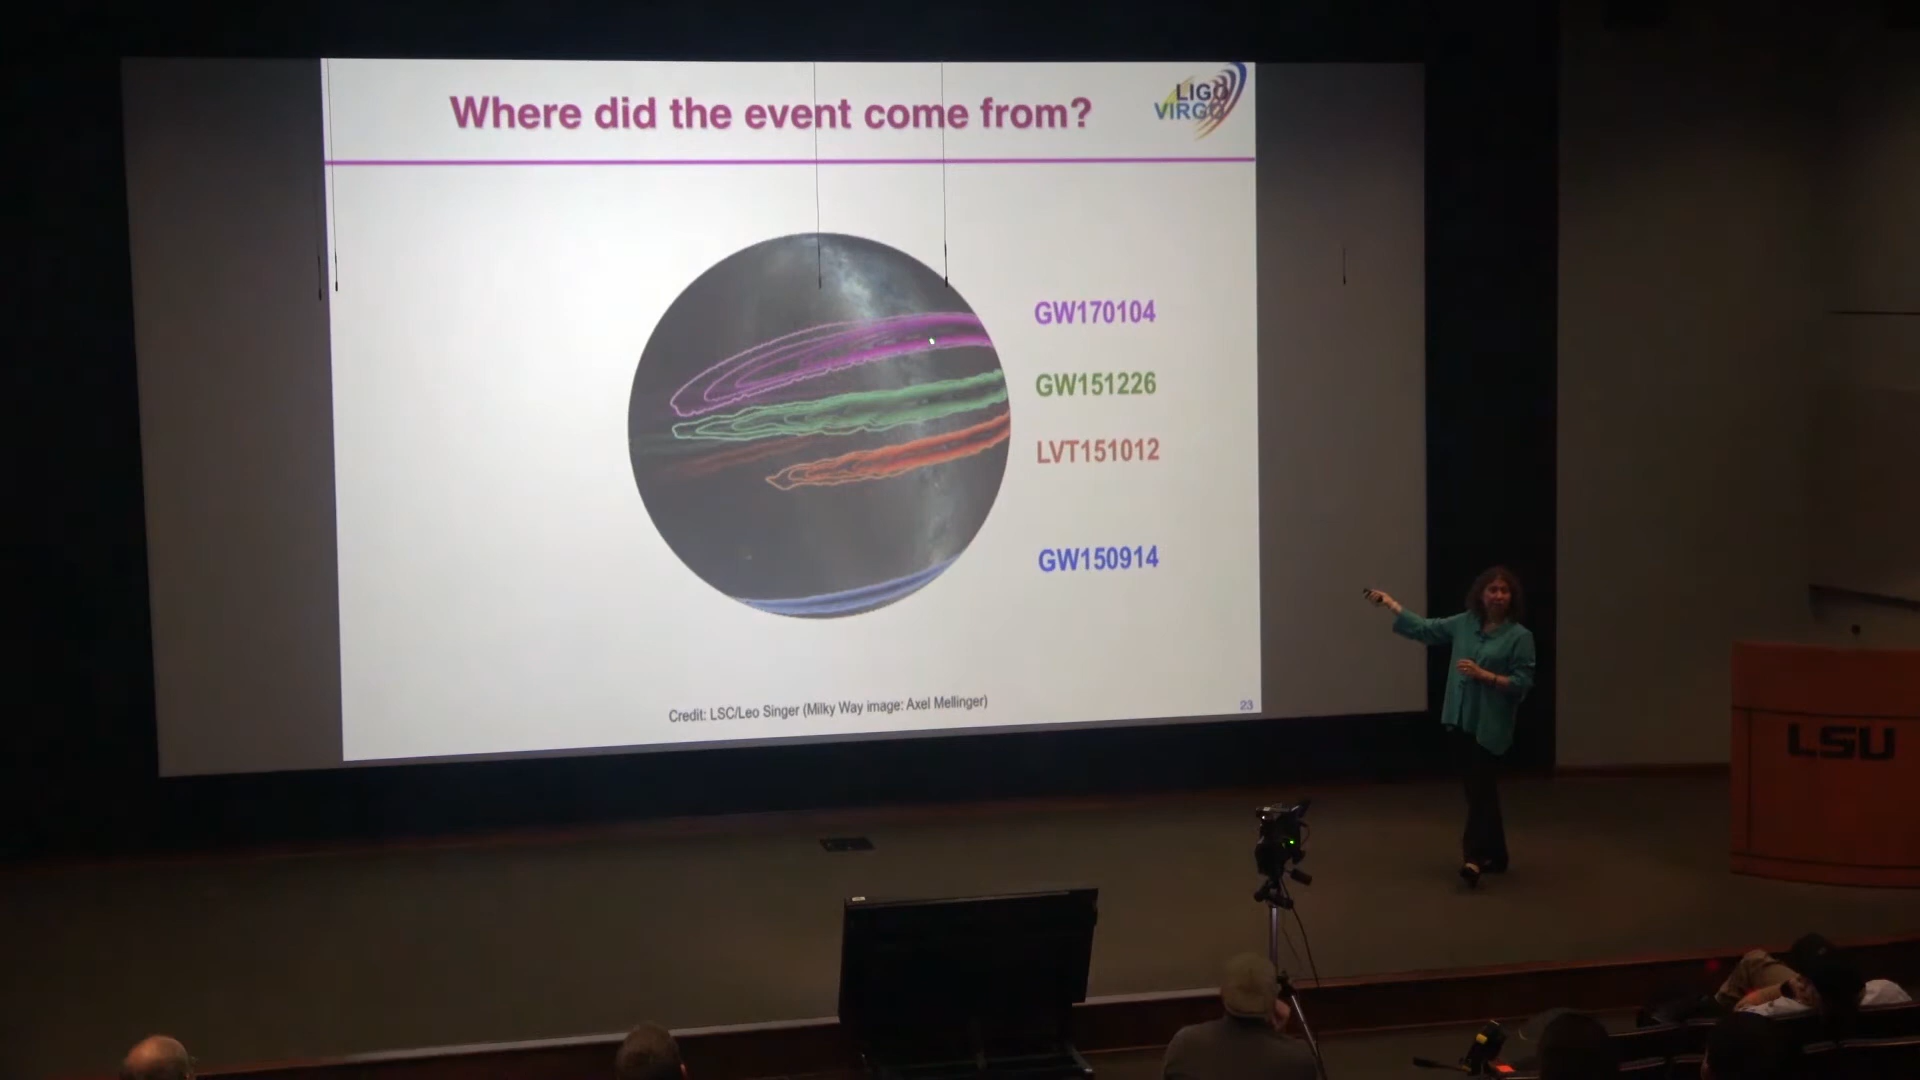 Where did the event come from?
LIGO
VIRGO
GW170104
GW151226
LVT151012
GW150914
Credit: LSC/Leo Singer (Milky Way image: Axel Mellinger)
23
LSU